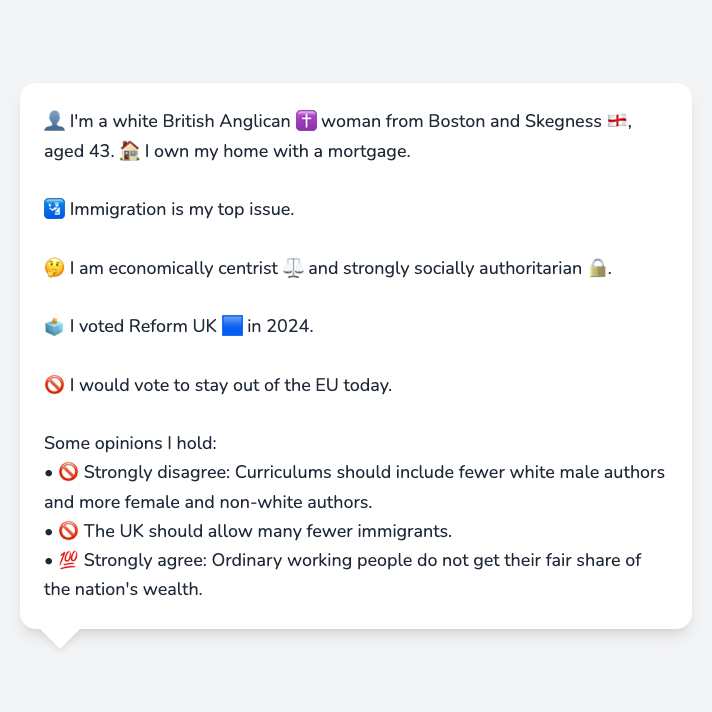 👤 I'm a white British Anglican ✝️ woman from Boston and Skegness 🏴󠁧󠁢󠁥󠁮󠁧󠁿,
aged 43. 🏠 I own my home with a mortgage.
🛂 Immigration is my top issue.
🤔 I am economically centrist ⚖️ and strongly socially authoritarian 🔒.
🗳️ I voted Reform UK 🟦 in 2024.
🚫 I would vote to stay out of the EU today.
Some opinions I hold:
• 🚫 Strongly disagree: Curriculums should include fewer white male authors
and more female and non-white authors.
• 🚫 The UK should allow many fewer immigrants.
• 💯 Strongly agree: Ordinary working people do not get their fair share of
the nation's wealth.